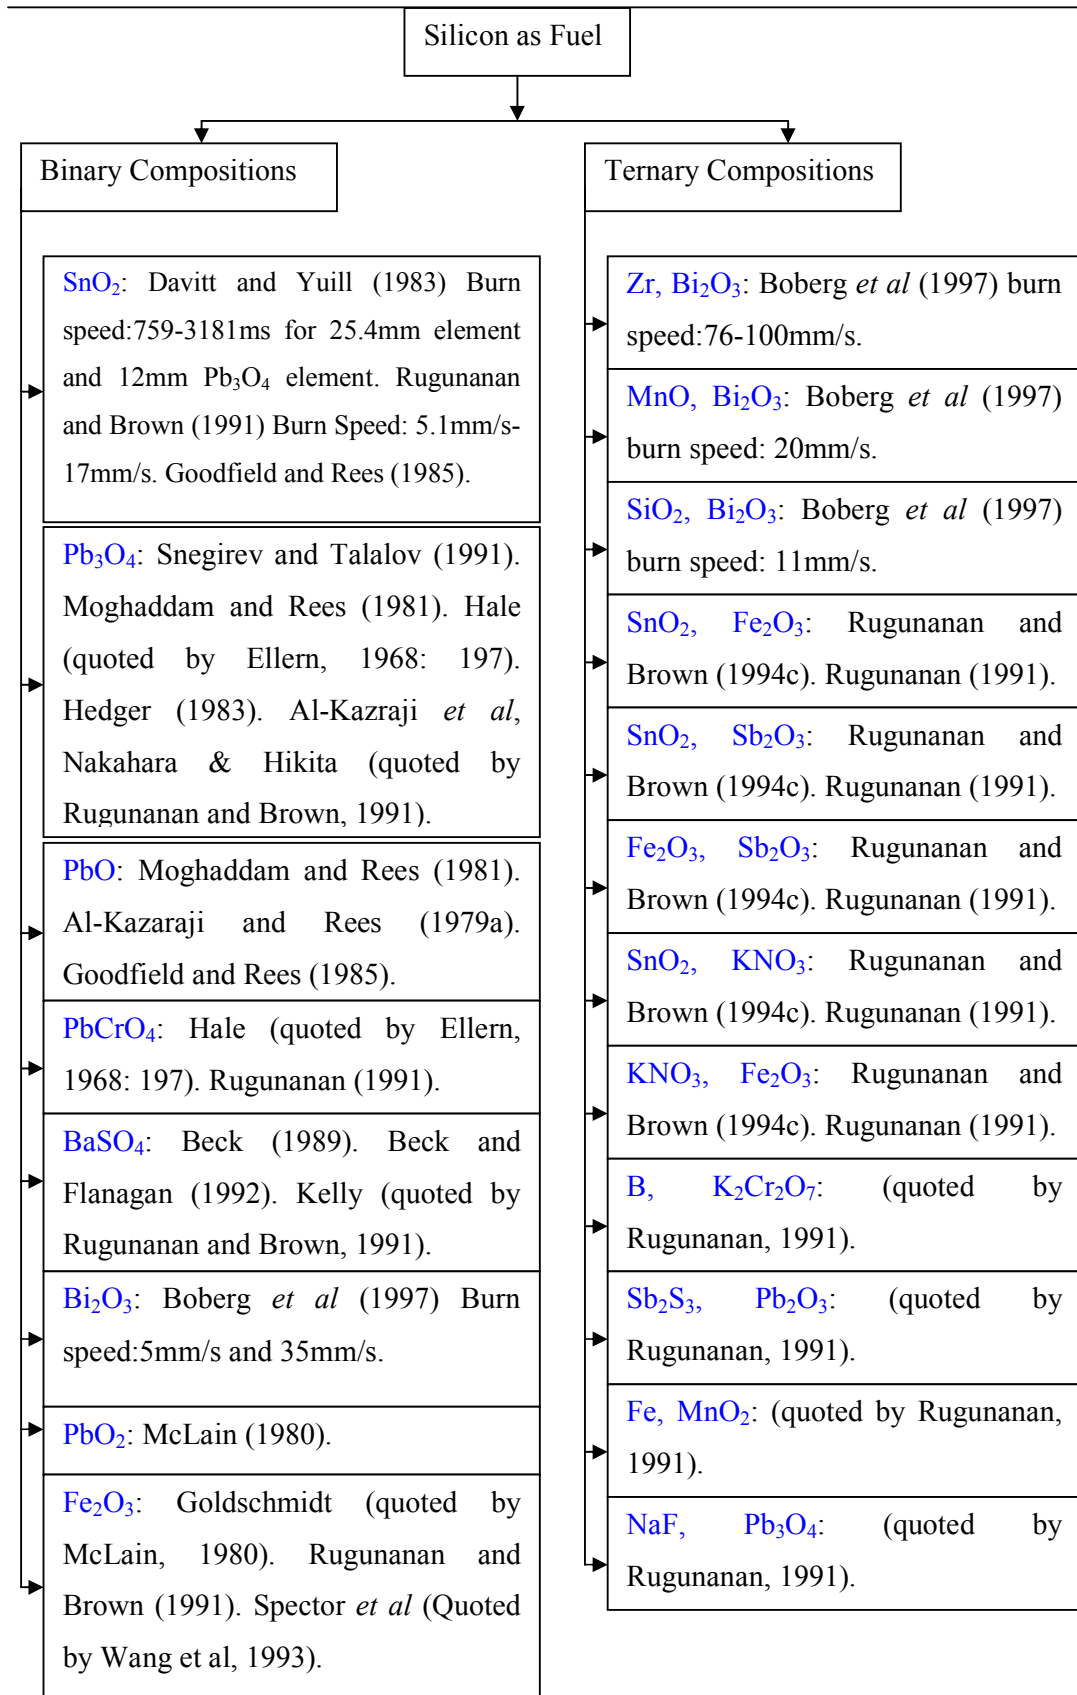 Silicon as Fuel
Binary Compositions
SnO₂: Davitt and Yuill (1983) Burn
speed:759-3181ms for 25.4mm element
and 12mm Pb₃O₄ element. Rugunanan
and Brown (1991) Burn Speed: 5.1mm/s-
17mm/s. Goodfield and Rees (1985).
Pb₃O₄: Snegirev and Talalov (1991).
Moghaddam and Rees (1981). Hale
(quoted by Ellern, 1968: 197).
Hedger (1983). Al-Kazraji et al,
Nakahara & Hikita (quoted by
Rugunanan and Brown, 1991).
PbO: Moghaddam and Rees (1981).
Al-Kazaraji and Rees (1979a).
Goodfield and Rees (1985).
PbCrO₄: Hale (quoted by Ellern,
1968: 197). Rugunanan (1991).
BaSO₄: Beck (1989). Beck and
Flanagan (1992). Kelly (quoted by
Rugunanan and Brown, 1991).
Bi₂O₃: Boberg et al (1997) Burn
speed:5mm/s and 35mm/s.
PbO₂: McLain (1980).
Fe₂O₃: Goldschmidt (quoted by
McLain, 1980). Rugunanan and
Brown (1991). Spector et al (Quoted
by Wang et al, 1993).
Ternary Compositions
Zr, Bi₂O₃: Boberg et al (1997) burn
speed:76-100mm/s.
MnO, Bi₂O₃: Boberg et al (1997)
burn speed: 20mm/s.
SiO₂, Bi₂O₃: Boberg et al (1997)
burn speed: 11mm/s.
SnO₂, Fe₂O₃: Rugunanan and
Brown (1994c). Rugunanan (1991).
SnO₂, Sb₂O₃: Rugunanan and
Brown (1994c). Rugunanan (1991).
Fe₂O₃, Sb₂O₃: Rugunanan and
Brown (1994c). Rugunanan (1991).
SnO₂, KNO₃: Rugunanan and
Brown (1994c). Rugunanan (1991).
KNO₃, Fe₂O₃: Rugunanan and
Brown (1994c). Rugunanan (1991).
B, K₂Cr₂O₇: (quoted by
Rugunanan, 1991).
Sb₂S₃, Pb₂O₃: (quoted by
Rugunanan, 1991).
Fe, MnO₂: (quoted by Rugunanan,
1991).
NaF, Pb₃O₄: (quoted by
Rugunanan, 1991).